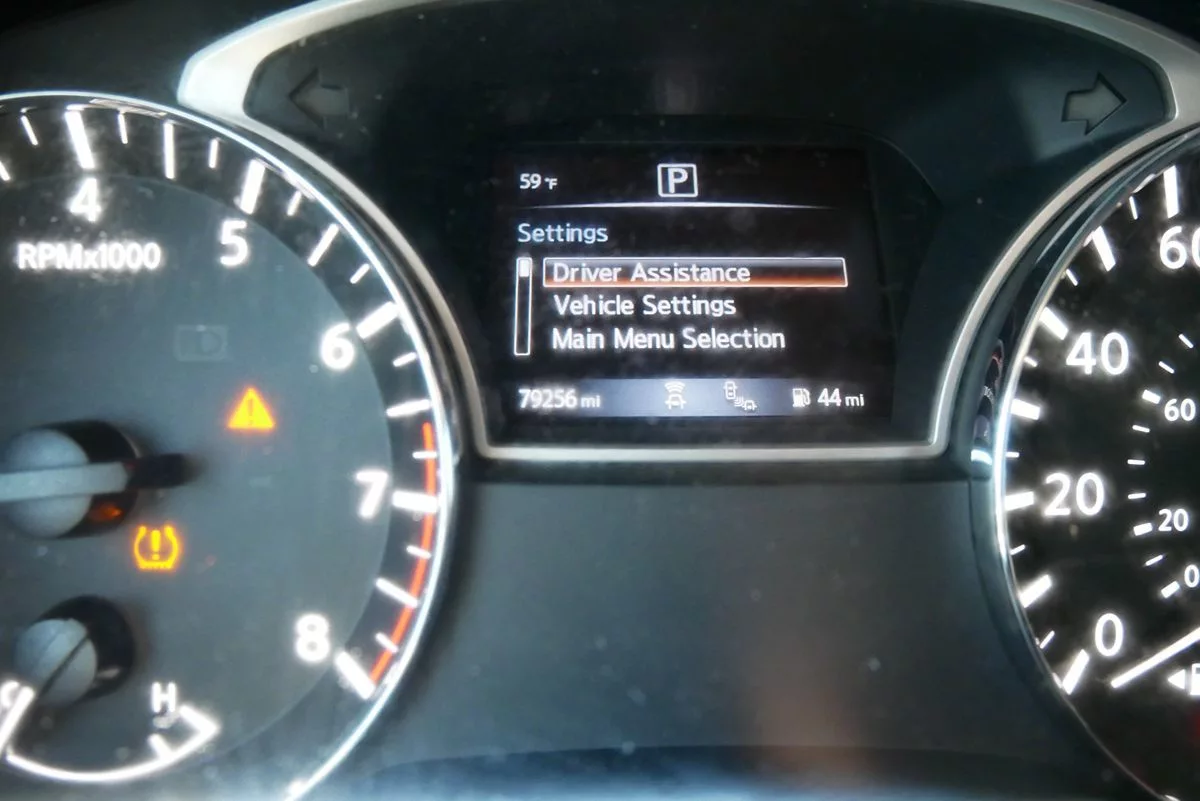 59 °F
P
Settings
Driver Assistance
Vehicle Settings
Main Menu Selection
79256 mi
44 mi
4
5
6
7
8
RPMx1000
H
60
40
20
0
60
20
0